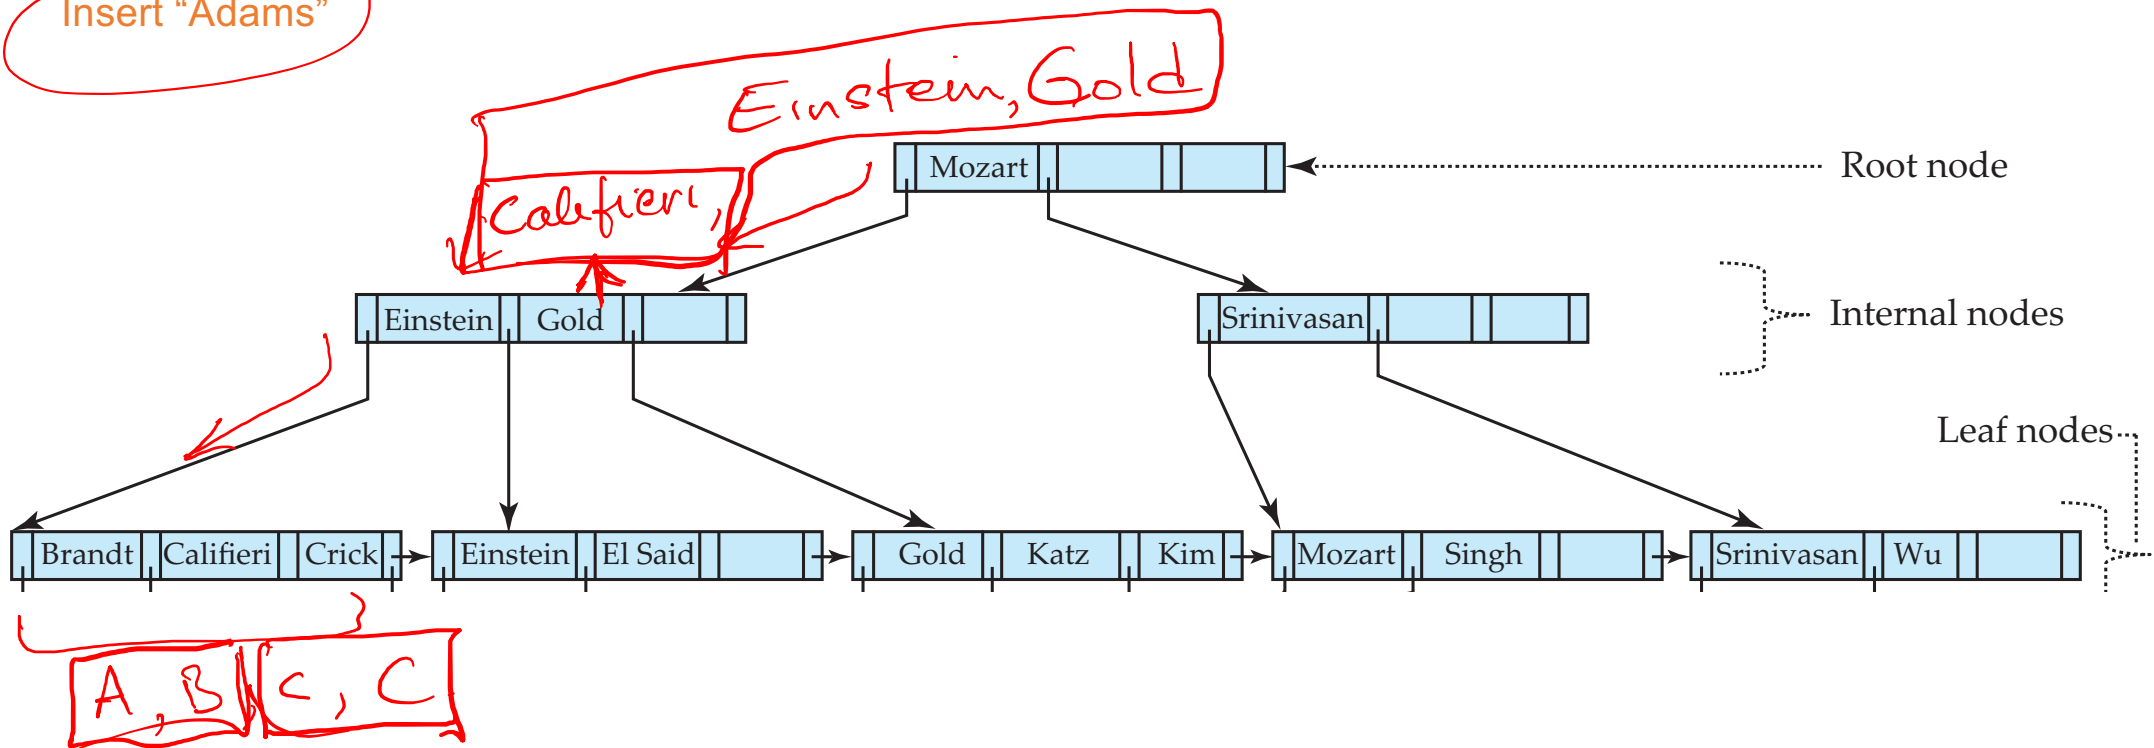 Insert “Adams”
Einstein, Gold
Mozart
Root node
Califieri,
Einstein Gold
Srinivasan
Internal nodes
Leaf nodes
Brandt Califieri Crick
Einstein El Said
Gold Katz Kim
Mozart Singh
Srinivasan Wu
A, B
C, C